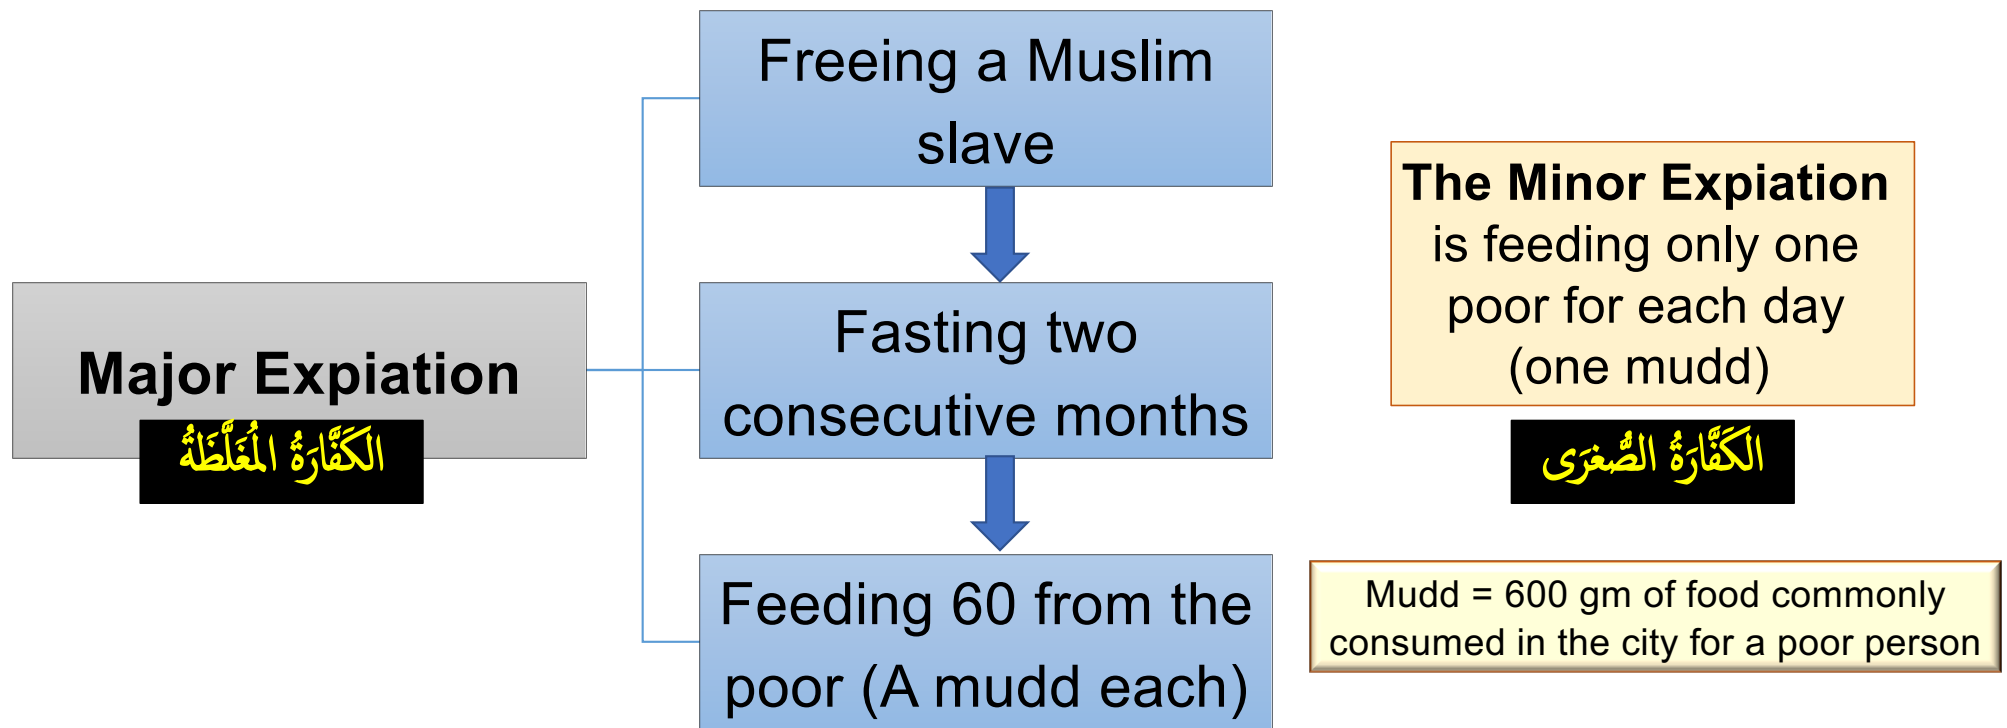 Freeing a Muslim
slave
Major Expiation
الكَفَّارَةُ المُغَلَّظَةُ
Fasting two
consecutive months
Feeding 60 from the
poor (A mudd each)
The Minor Expiation
is feeding only one
poor for each day
(one mudd)
الكَفَّارَةُ الصُّغرَى
Mudd = 600 gm of food commonly
consumed in the city for a poor person